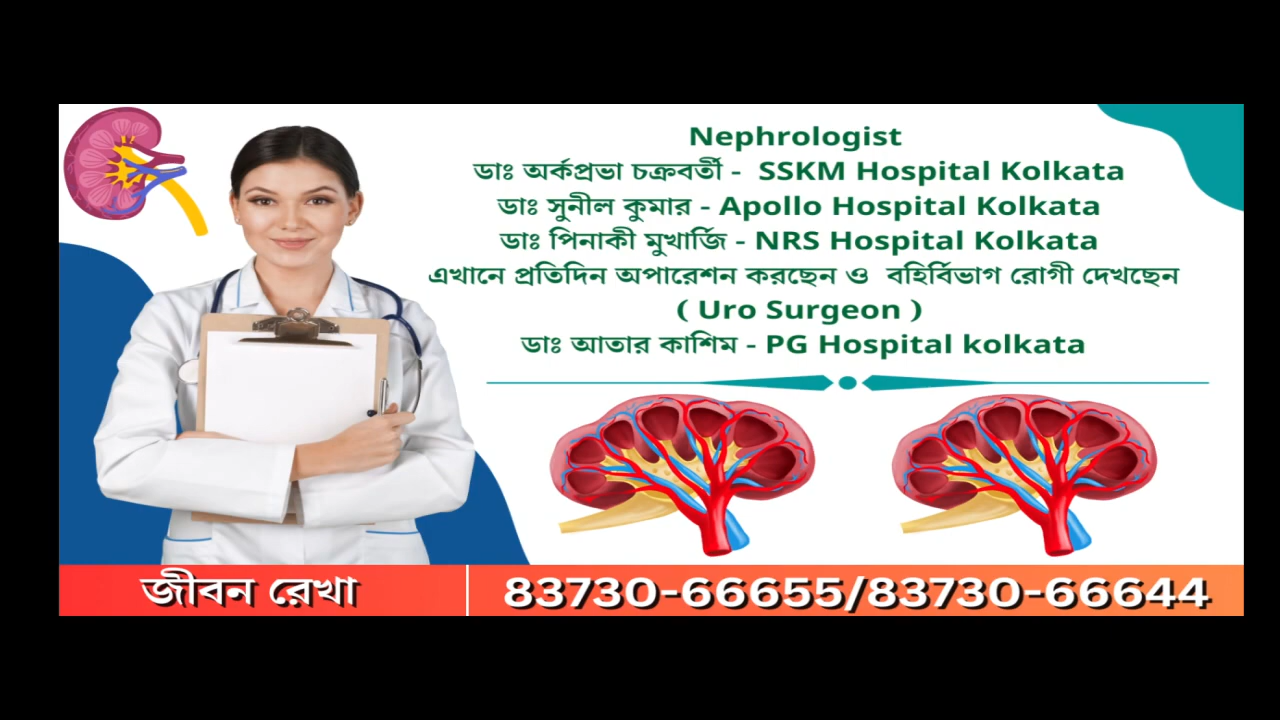 Nephrologist
ডাঃ অর্কপ্রভা চক্রবর্তী - SSKM Hospital Kolkata
ডাঃ সুনীল কুমার - Apollo Hospital Kolkata
ডাঃ পিনাকী মুখার্জি - NRS Hospital Kolkata
এখানে প্রতিদিন অপারেশন করছেন ও বহির্বিভাগ রোগী দেখছেন
( Uro Surgeon )
ডাঃ আতার কাশিম - PG Hospital kolkata
জীবন রেখা
83730-66655/83730-66644